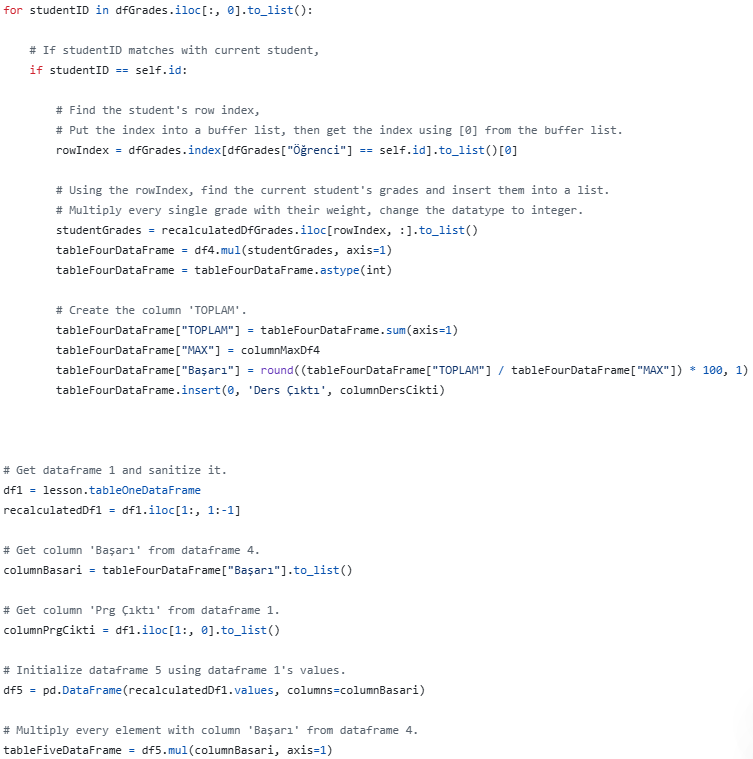 for studentID in dfGrades.iloc[:, 0].to_list():
# If studentID matches with current student,
if studentID == self.id:
# Find the student's row index,
# Put the index into a buffer list, then get the index using [0] from the buffer list.
rowIndex = dfGrades.index[dfGrades["Öğrenci"] == self.id].to_list()[0]
# Using the rowIndex, find the current student's grades and insert them into a list.
# Multiply every single grade with their weight, change the datatype to integer.
studentGrades = recalculatedDfGrades.iloc[rowIndex, :].to_list()
tableFourDataFrame = df4.mul(studentGrades, axis=1)
tableFourDataFrame = tableFourDataFrame.astype(int)
# Create the column 'TOPLAM'.
tableFourDataFrame["TOPLAM"] = tableFourDataFrame.sum(axis=1)
tableFourDataFrame["MAX"] = columnMaxDf4
tableFourDataFrame["Başarı"] = round((tableFourDataFrame["TOPLAM"] / tableFourDataFrame["MAX"]) * 100, 1)
tableFourDataFrame.insert(0, 'Ders Çıktı', columnDersCikti)
# Get dataframe 1 and sanitize it.
df1 = lesson.tableOneDataFrame
recalculatedDf1 = df1.iloc[1:, 1:-1]
# Get column 'Başarı' from dataframe 4.
columnBasari = tableFourDataFrame["Başarı"].to_list()
# Get column 'Prg Çıktı' from dataframe 1.
columnPrgCikti = df1.iloc[1:, 0].to_list()
# Initialize dataframe 5 using dataframe 1's values.
df5 = pd.DataFrame(recalculatedDf1.values, columns=columnBasari)
# Multiply every element with column 'Başarı' from dataframe 4.
tableFiveDataFrame = df5.mul(columnBasari, axis=1)